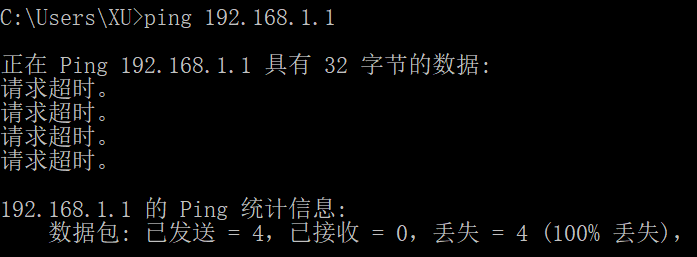 C:\Users\XU>ping 192.168.1.1
正在 Ping 192.168.1.1 具有 32 字节的数据:
请求超时。
请求超时。
请求超时。
请求超时。
192.168.1.1 的 Ping 统计信息:
数据包: 已发送 = 4，已接收 = 0，丢失 = 4 (100% 丢失)，